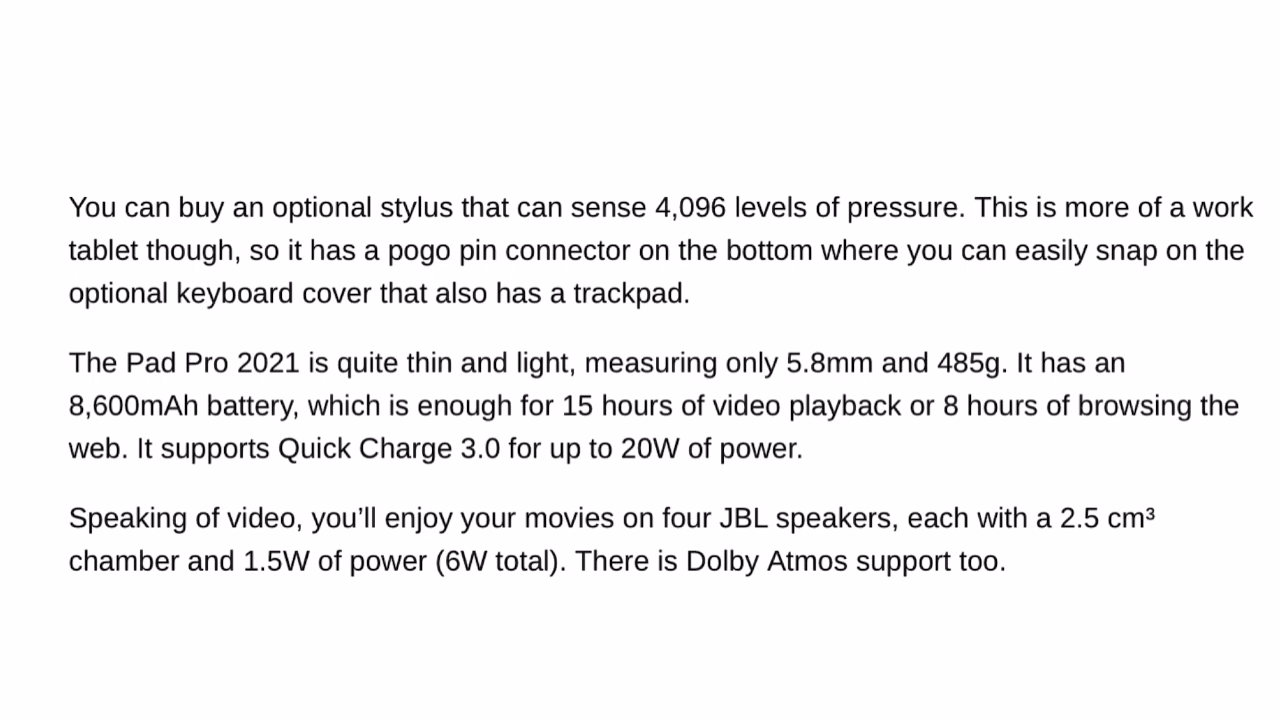 You can buy an optional stylus that can sense 4,096 levels of pressure. This is more of a work
tablet though, so it has a pogo pin connector on the bottom where you can easily snap on the
optional keyboard cover that also has a trackpad.
The Pad Pro 2021 is quite thin and light, measuring only 5.8mm and 485g. It has an
8,600mAh battery, which is enough for 15 hours of video playback or 8 hours of browsing the
web. It supports Quick Charge 3.0 for up to 20W of power.
Speaking of video, you’ll enjoy your movies on four JBL speakers, each with a 2.5 cm³
chamber and 1.5W of power (6W total). There is Dolby Atmos support too.